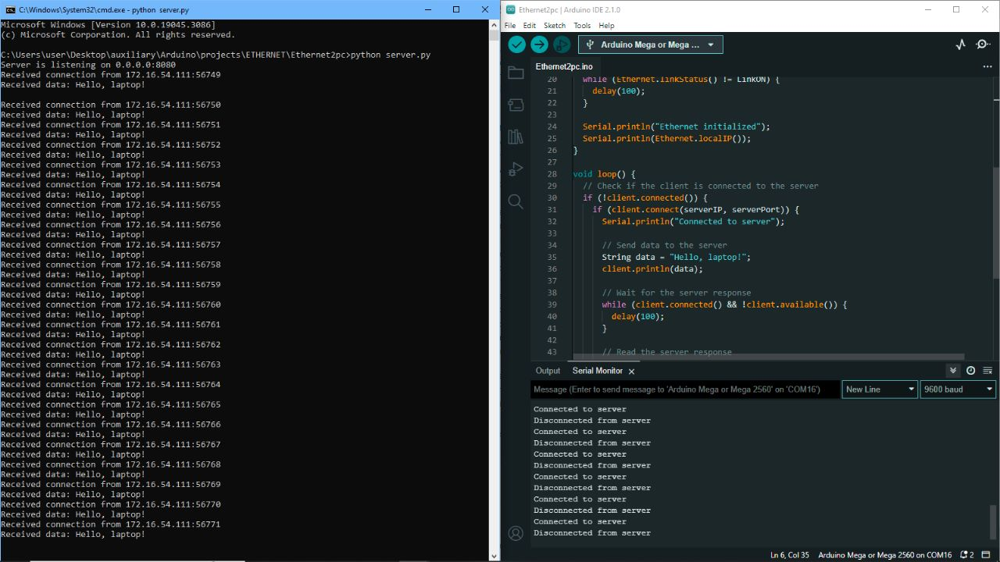 C:\Windows\System32\cmd.exe - python server.py
Microsoft Windows [Version 10.0.19045.3086]
(c) Microsoft Corporation. All rights reserved.
C:\Users\user\Desktop\auxiliary\Arduino\projects\ETHERNET\Ethernet2pc>python server.py
Server is listening on 0.0.0.0:8080
Received connection from 172.16.54.111:56749
Received data: Hello, laptop!
Received connection from 172.16.54.111:56750
Received data: Hello, laptop!
Received connection from 172.16.54.111:56751
Received data: Hello, laptop!
Received connection from 172.16.54.111:56752
Received data: Hello, laptop!
Received connection from 172.16.54.111:56753
Received data: Hello, laptop!
Received connection from 172.16.54.111:56754
Received data: Hello, laptop!
Received connection from 172.16.54.111:56755
Received data: Hello, laptop!
Received connection from 172.16.54.111:56756
Received data: Hello, laptop!
Received connection from 172.16.54.111:56757
Received data: Hello, laptop!
Received connection from 172.16.54.111:56758
Received data: Hello, laptop!
Received connection from 172.16.54.111:56759
Received data: Hello, laptop!
Received connection from 172.16.54.111:56760
Received data: Hello, laptop!
Received connection from 172.16.54.111:56761
Received data: Hello, laptop!
Received connection from 172.16.54.111:56762
Received data: Hello, laptop!
Received connection from 172.16.54.111:56763
Received data: Hello, laptop!
Received connection from 172.16.54.111:56764
Received data: Hello, laptop!
Received connection from 172.16.54.111:56765
Received data: Hello, laptop!
Received connection from 172.16.54.111:56766
Received data: Hello, laptop!
Received connection from 172.16.54.111:56767
Received data: Hello, laptop!
Received connection from 172.16.54.111:56768
Received data: Hello, laptop!
Received connection from 172.16.54.111:56769
Received data: Hello, laptop!
Received connection from 172.16.54.111:56770
Received data: Hello, laptop!
Received connection from 172.16.54.111:56771
Received data: Hello, laptop!
Ethernet2pc | Arduino IDE 2.1.0
File Edit Sketch Tools Help
Arduino Mega or Mega ...
Ethernet2pc.ino
20 while (Ethernet.linkStatus() != LinkON) {
21 delay(100);
22 }
23
24 Serial.println("Ethernet initialized");
25 Serial.println(Ethernet.localIP());
26 }
27
28 void loop() {
29 // Check if the client is connected to the server
30 if (!client.connected()) {
31 if (client.connect(serverIP, serverPort)) {
32 Serial.println("Connected to server");
33
34 // Send data to the server
35 String data = "Hello, laptop!";
36 client.println(data);
37
38 // Wait for the server response
39 while (client.connected() && !client.available()) {
40 delay(100);
41 }
42
43 // Read the server response
Output Serial Monitor
Message (Enter to send message to 'Arduino Mega or Mega 2560' on 'COM16') New Line 9600 baud
Connected to server
Disconnected from server
Connected to server
Disconnected from server
Connected to server
Disconnected from server
Connected to server
Disconnected from server
Connected to server
Disconnected from server
Connected to server
Disconnected from server
Ln 6, Col 35 Arduino Mega or Mega 2560 on COM16 2